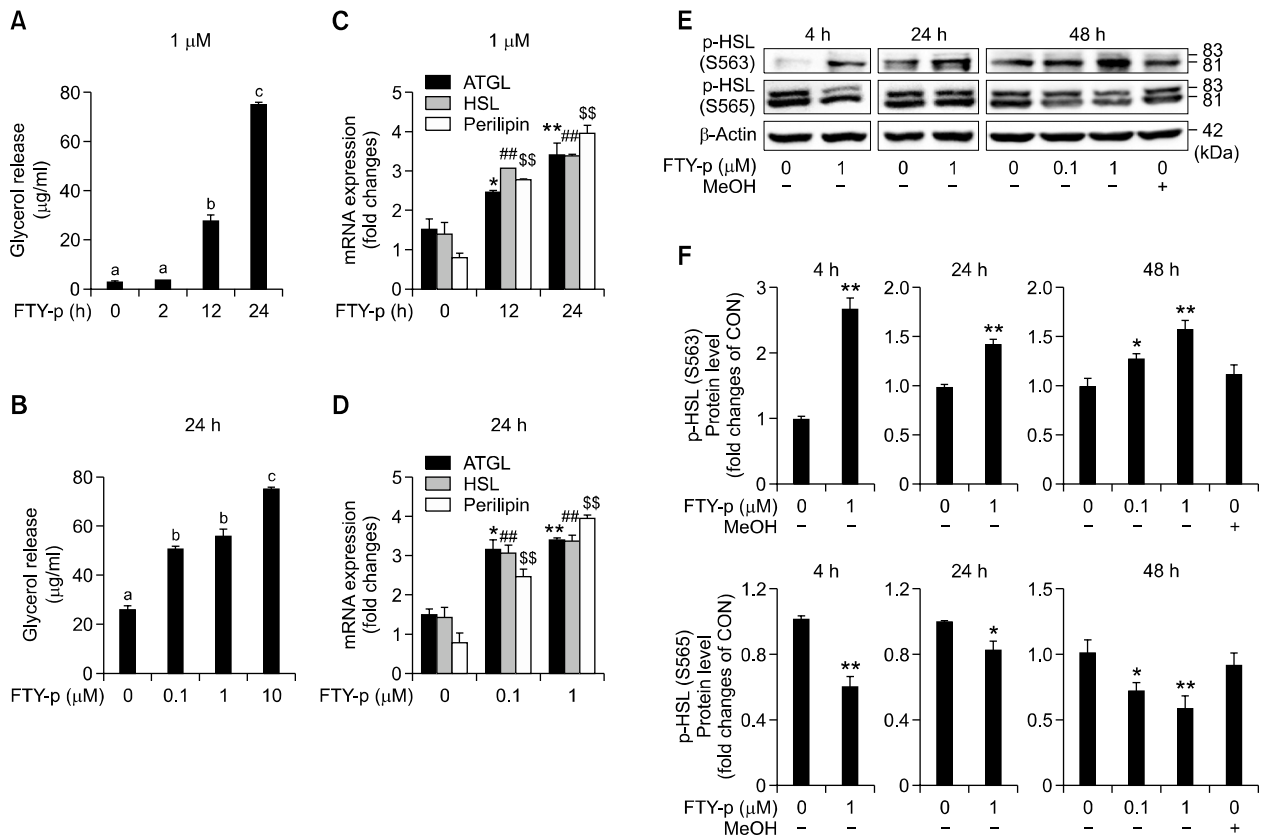 A
1 μM
Glycerol release
(μg/ml)
80
60
40
20
0
a
a
b
c
FTY-p (h)
0 2 12 24
B
24 h
Glycerol release
(μg/ml)
80
60
40
20
0
a
b
b
c
FTY-p (μM)
0 0.1 1 10
C
1 μM
ATGL
HSL
Perilipin
mRNA expression
(fold changes)
5
4
3
2
1
0
* ## $$
** ## $$
FTY-p (h)
0 12 24
D
24 h
ATGL
HSL
Perilipin
mRNA expression
(fold changes)
5
4
3
2
1
0
* ## $$
** ## $$
FTY-p (μM)
0 0.1 1
E
4 h 24 h 48 h
p-HSL
(S563)
83
81
p-HSL
(S565)
83
81
β-Actin
42
(kDa)
FTY-p (μM) 0 1 0 1 0 0.1 1 0
MeOH − − − − − − − +
F
4 h
24 h
48 h
p-HSL (S563)
Protein level
(fold changes of CON)
3
2
1
0
**
2.0
1.5
1.0
0.5
0
**
2.0
1.5
1.0
0.5
0
*
**
FTY-p (μM) 0 1 0 1 0 0.1 1 0
MeOH − − − − − − − +
4 h
24 h
48 h
p-HSL (S565)
Protein level
(fold changes of CON)
1.2
0.8
0.4
0
**
1.2
0.9
0.6
0.3
0
*
1.5
1.0
0.5
0
*
**
FTY-p (μM) 0 1 0 1 0 0.1 1 0
MeOH − − − − − − − +